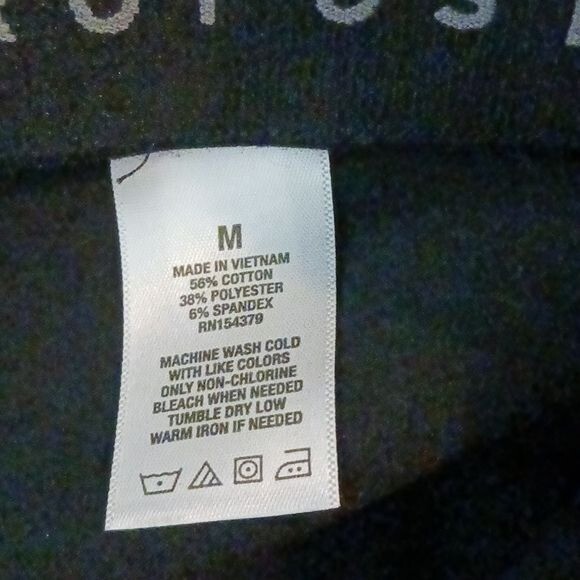 M
MADE IN VIETNAM
56% COTTON
38% POLYESTER
6% SPANDEX
RN154379
MACHINE WASH COLD
WITH LIKE COLORS
ONLY NON-CHLORINE
BLEACH WHEN NEEDED
TUMBLE DRY LOW
WARM IRON IF NEEDED